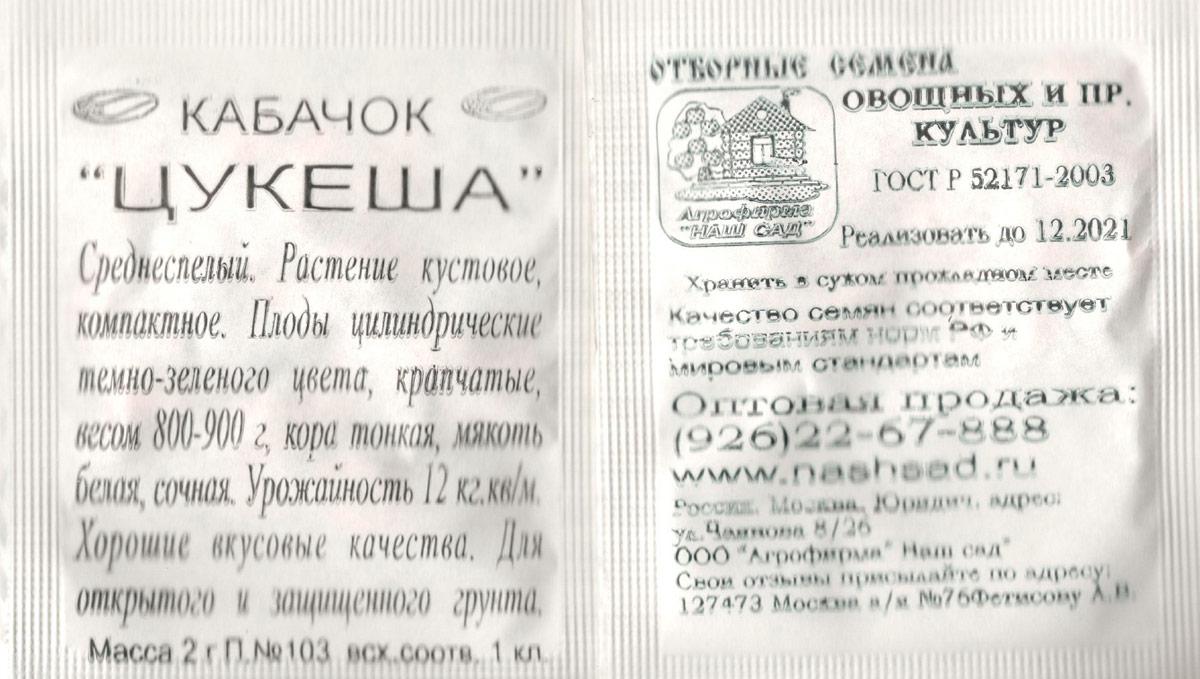 КАБАЧОК
“ЦУКЕША”
Среднеспелый. Растение кустовое,
компактное. Плоды цилиндрические
темно-зеленого цвета, крапчатые,
весом 800-900 г, кора тонкая, мякоть
белая, сочная. Урожайность 12 кг.кв/м.
Хорошие вкусовые качества. Для
открытого и защищенного грунта.
Масса 2 г П.№103 всх.соотв. 1 кл.
ОТБОРНЫЕ СЕМЕНА
ОВОЩНЫХ И ПР.
КУЛЬТУР
ГОСТ Р 52171-2003
Агрофирма
"НАШ САД"
Реализовать до 12.2021
Хранить в сухом прохладном месте
Качество семян соответствует
требованиям норм РФ и
мировым стандартам
Оптовая продажа:
(926)22-67-888
www.nashsad.ru
Россия, Москва, Юридич. адрес:
ул.Чаянова 8/26
ООО "Агрофирма" Наш сад"
Свои отзывы присылайте по адресу:
127473 Москва а/я №76Фетисову А.В.